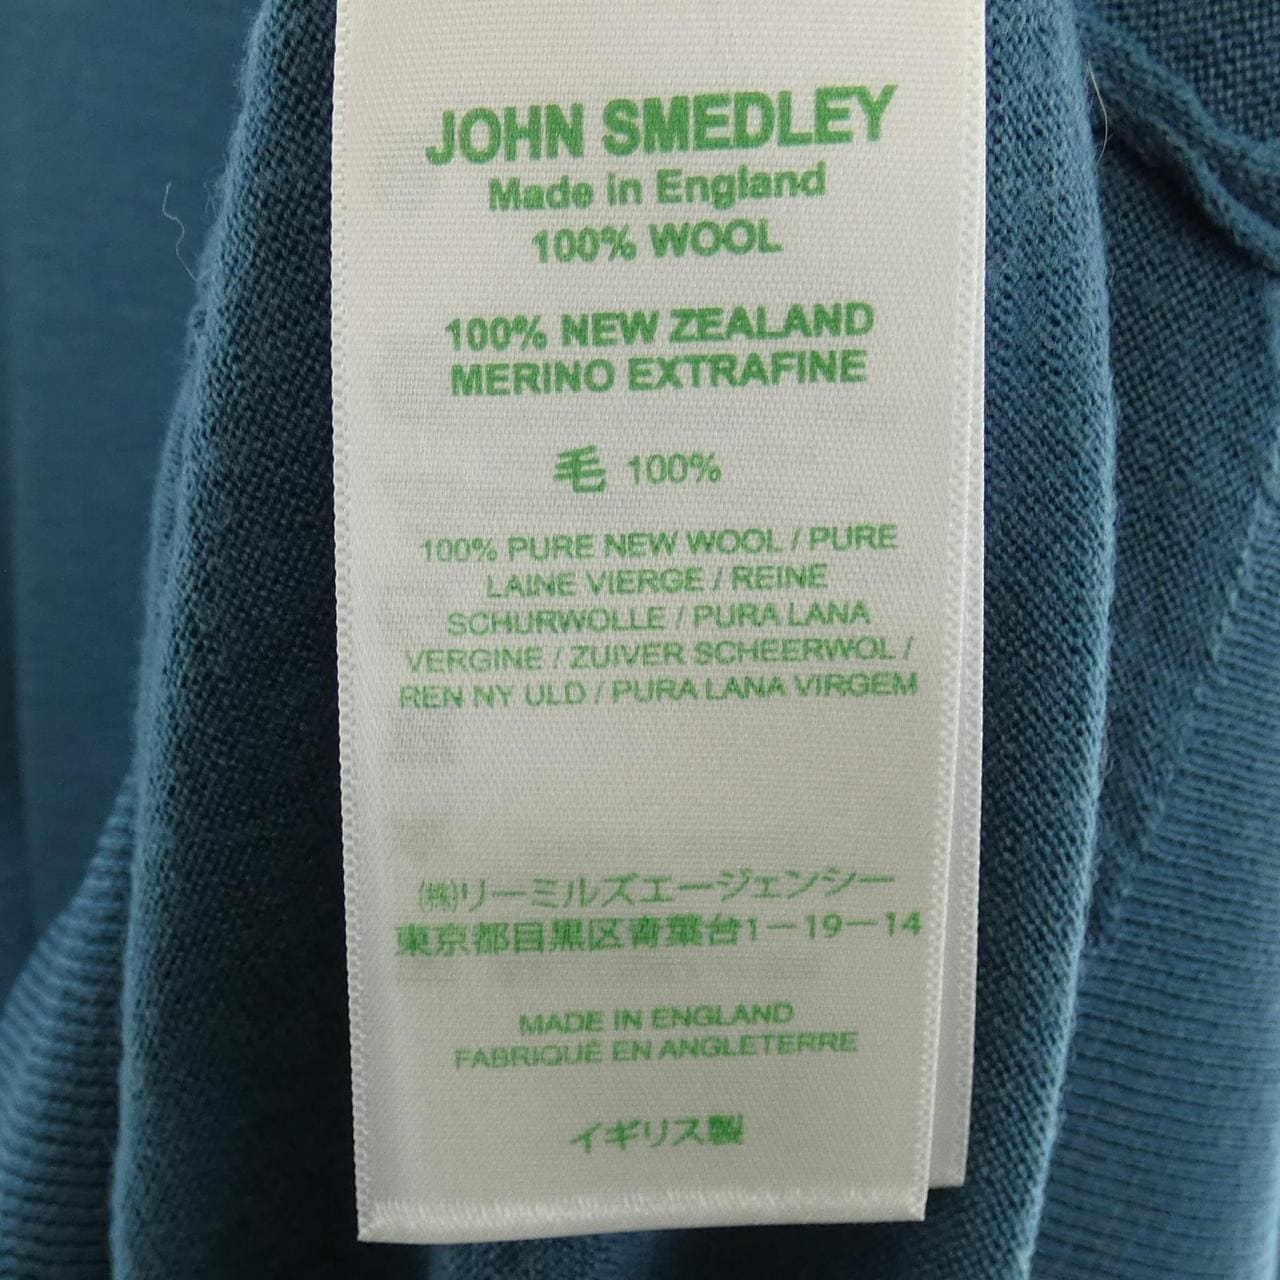 JOHN SMEDLEY
Made in England
100% WOOL
100% NEW ZEALAND
MERINO EXTRAFINE
毛 100%
100% PURE NEW WOOL / PURE
LAINE VIERGE / REINE
SCHURWOLLE / PURA LANA
VERGINE / ZUIVER SCHEERWOL /
REN NY ULD / PURA LANA VIRGEM
㈱リーミルズエージェンシー
東京都目黒区青葉台1－19－14
MADE IN ENGLAND
FABRIQUÉ EN ANGLETERRE
イギリス製